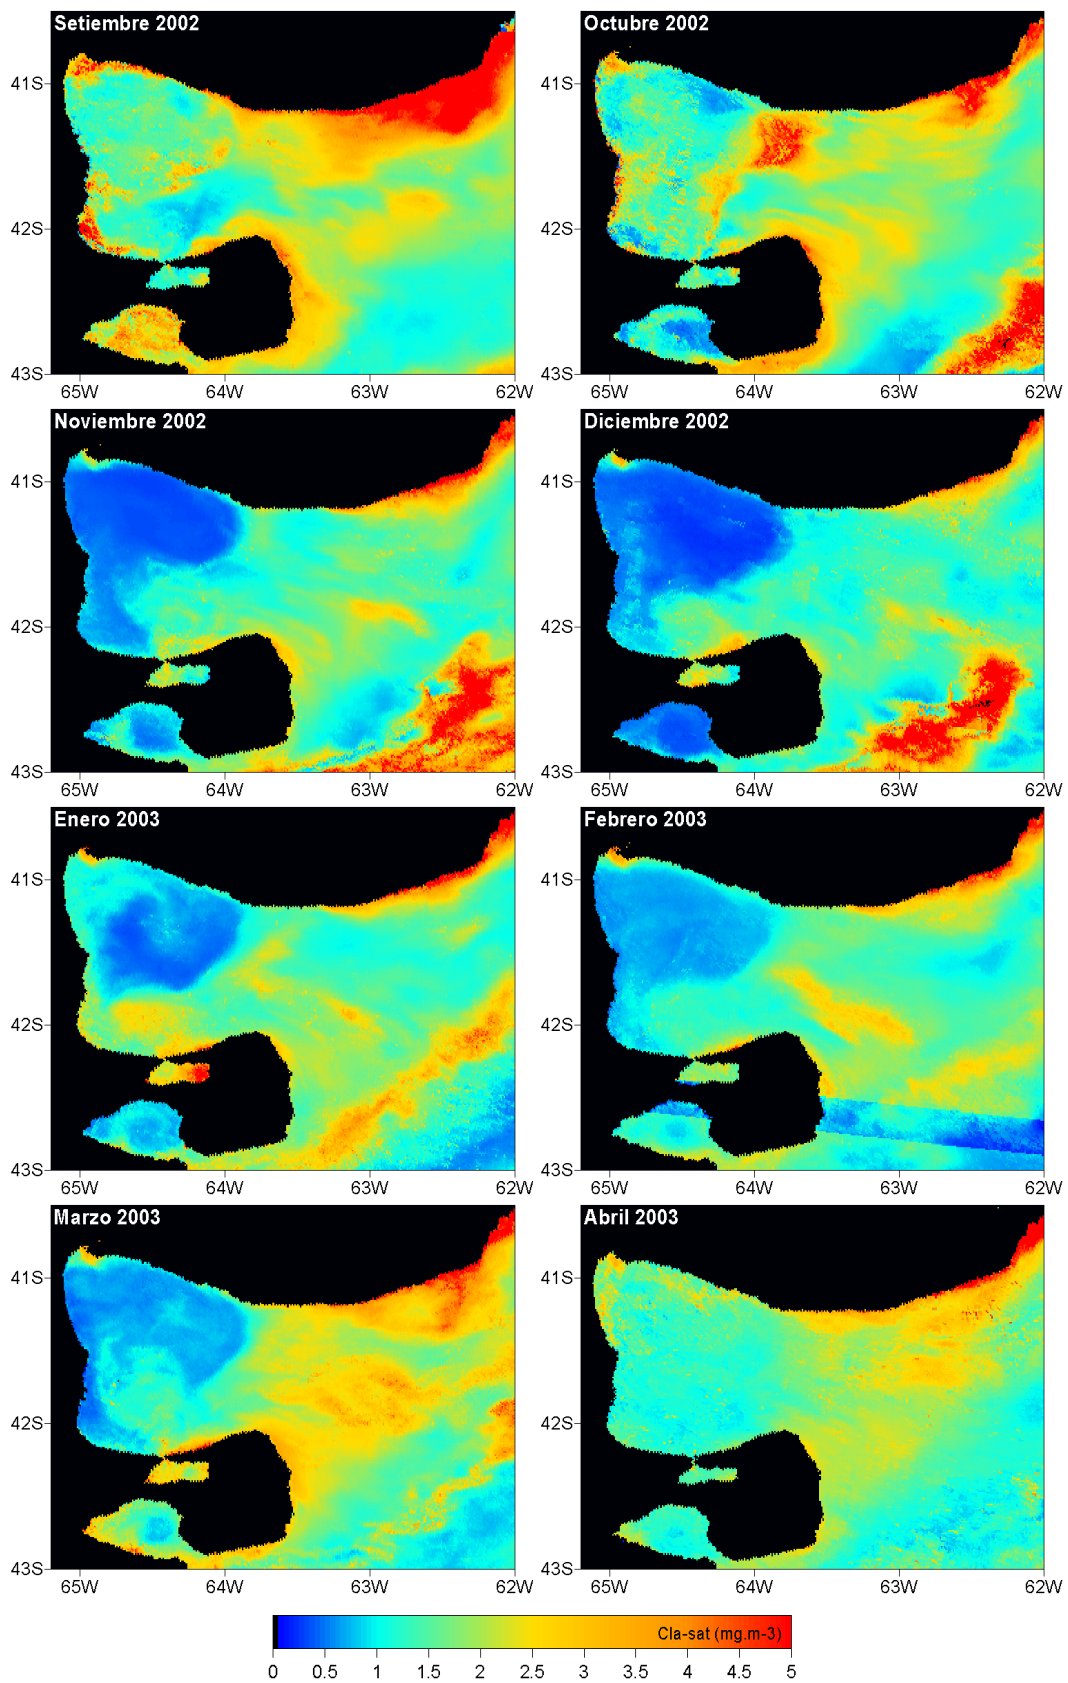 Setiembre 2002
Octubre 2002
41S
42S
43S
65W 64W 63W 62W
41S
42S
43S
65W 64W 63W 62W
Noviembre 2002
Diciembre 2002
41S
42S
43S
65W 64W 63W 62W
41S
42S
43S
65W 64W 63W 62W
Enero 2003
Febrero 2003
41S
42S
43S
65W 64W 63W 62W
41S
42S
43S
65W 64W 63W 62W
Marzo 2003
Abril 2003
41S
42S
43S
65W 64W 63W 62W
41S
42S
43S
65W 64W 63W 62W
Cla-sat (mg.m-3)
0 0.5 1 1.5 2 2.5 3 3.5 4 4.5 5